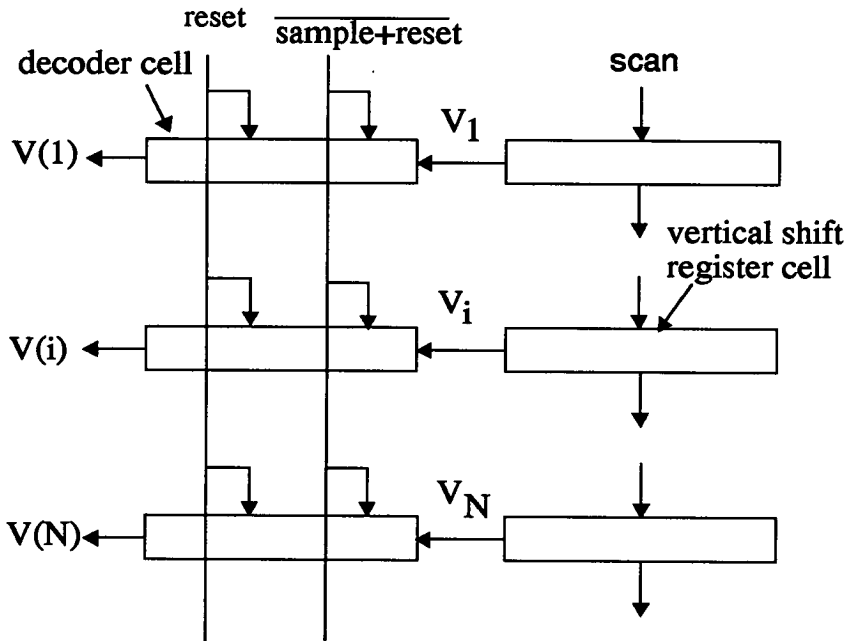 reset
sample+reset
decoder cell
scan
V(1)
V1
vertical shift
register cell
V(i)
Vi
V(N)
VN